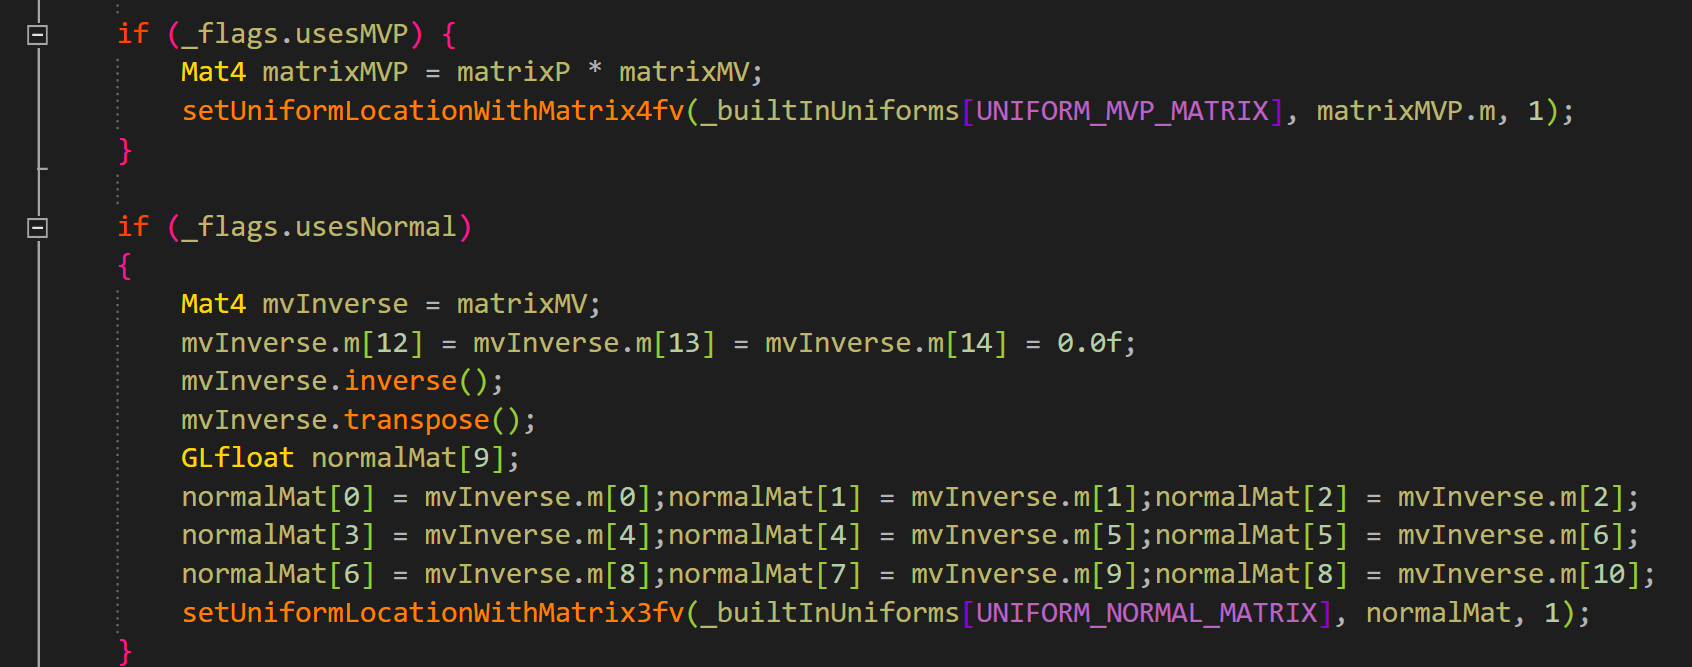 if (_flags.usesMVP) {
Mat4 matrixMVP = matrixP * matrixMV;
setUniformLocationWithMatrix4fv(_builtInUniforms[UNIFORM_MVP_MATRIX], matrixMVP.m, 1);
}
if (_flags.usesNormal)
{
Mat4 mvInverse = matrixMV;
mvInverse.m[12] = mvInverse.m[13] = mvInverse.m[14] = 0.0f;
mvInverse.inverse();
mvInverse.transpose();
GLfloat normalMat[9];
normalMat[0] = mvInverse.m[0];normalMat[1] = mvInverse.m[1];normalMat[2] = mvInverse.m[2];
normalMat[3] = mvInverse.m[4];normalMat[4] = mvInverse.m[5];normalMat[5] = mvInverse.m[6];
normalMat[6] = mvInverse.m[8];normalMat[7] = mvInverse.m[9];normalMat[8] = mvInverse.m[10];
setUniformLocationWithMatrix3fv(_builtInUniforms[UNIFORM_NORMAL_MATRIX], normalMat, 1);
}